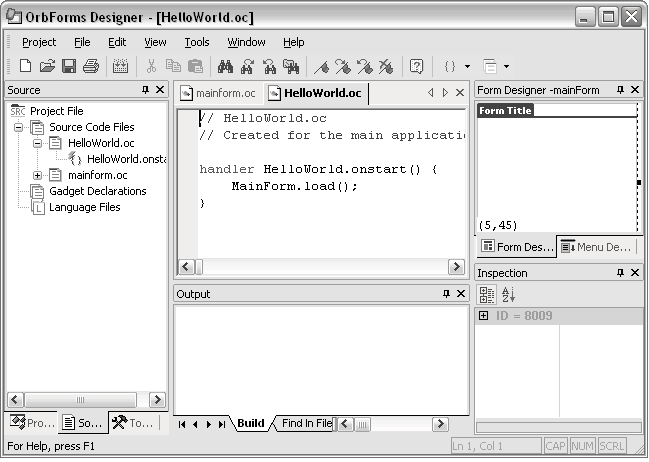 OrbForms Designer - [HelloWorld.oc]
Project File Edit View Tools Window Help
Source
SRC Project File
Source Code Files
HelloWorld.oc
HelloWorld.onsta
mainform.oc
Gadget Declarations
Language Files
Pro... So... To...
mainform.oc HelloWorld.oc
// HelloWorld.oc
// Created for the main applicatio
handler HelloWorld.onstart() {
MainForm.load();
}
Output
Build Find In File
Form Designer -mainForm
Form Title
(5,45)
Form Des... Menu De...
Inspection
ID = 8009
For Help, press F1
Ln 1, Col 1 CAP NUM SCRL